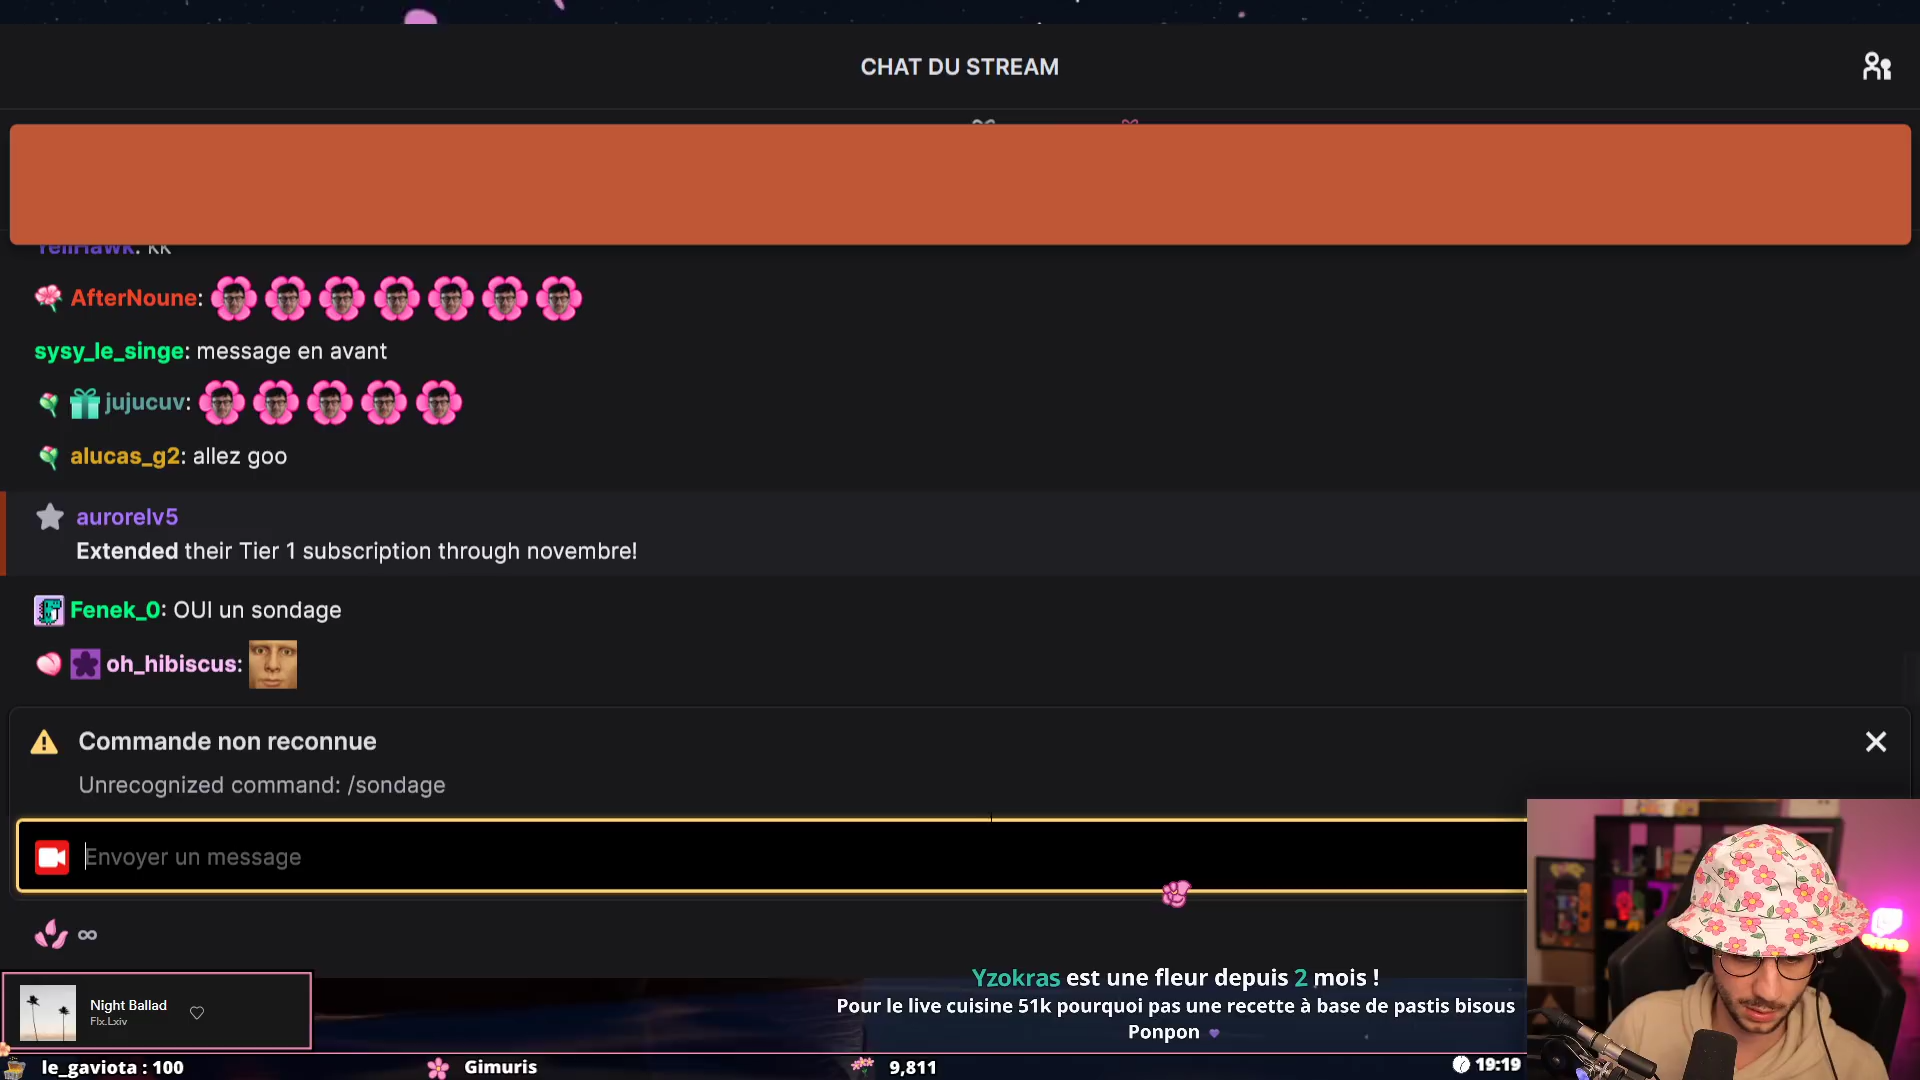 CHAT DU STREAM
YellHawk: kk
AfterNoune:
sysy_le_singe: message en avant
jujucuv:
alucas_g2: allez goo
aurorelv5
Extended their Tier 1 subscription through novembre!
Fenek_0: OUI un sondage
oh_hibiscus:
Commande non reconnue
Unrecognized command: /sondage
Envoyer un message
∞
Night Ballad
Flx.Lxiv
Yzokras est une fleur depuis 2 mois !
Pour le live cuisine 51k pourquoi pas une recette à base de pastis bisous
Ponpon
le_gaviota : 100
Gimuris
9,811
19:19